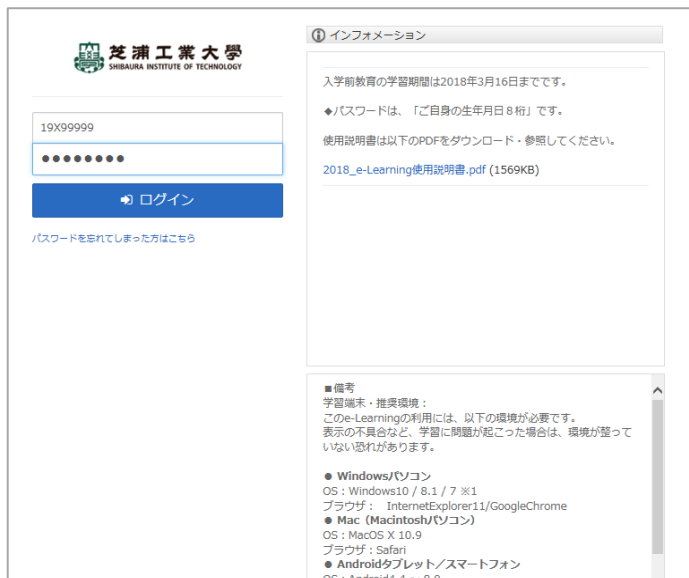 芝浦工業大學
SHIBAURA INSTITUTE OF TECHNOLOGY
19X99999
●●●●●●●●
ログイン
パスワードを忘れてしまった方はこちら
インフォメーション
入学前教育の学習期間は2018年3月16日までです。
◆パスワードは、「ご自身の生年月日８桁」です。
使用説明書は以下のPDFをダウンロード・参照してください。
2018_e-Learning使用説明書.pdf (1569KB)
■備考
学習端末・推奨環境：
このe-Learningの利用には、以下の環境が必要です。
表示の不具合など、学習に問題が起こった場合は、環境が整って
いない恐れがあります。
● Windowsパソコン
OS：Windows10 / 8.1 / 7 ※1
ブラウザ： InternetExplorer11/GoogleChrome
● Mac（Macintoshパソコン）
OS：MacOS X 10.9
ブラウザ：Safari
● Androidタブレット／スマートフォン